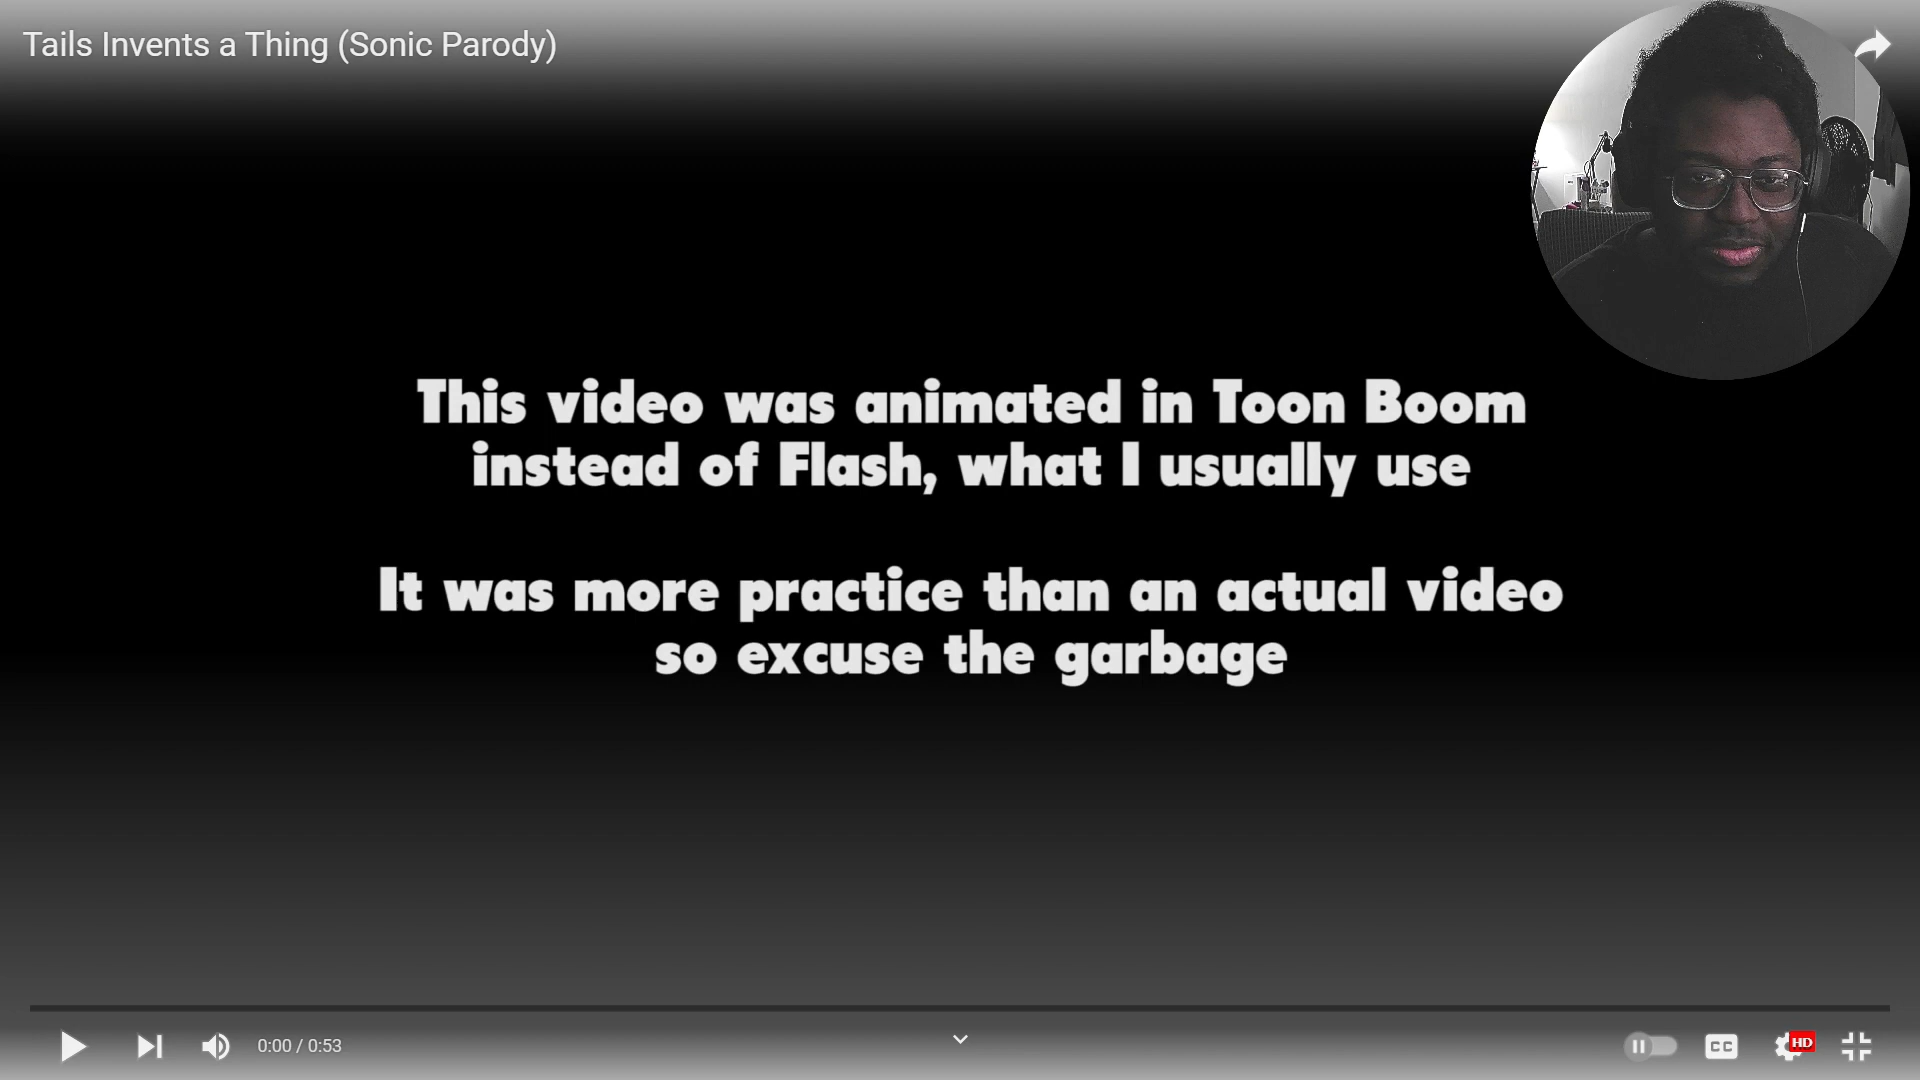 Tails Invents a Thing (Sonic Parody)
This video was animated in Toon Boom
instead of Flash, what I usually use
It was more practice than an actual video
so excuse the garbage
0:00 / 0:53
CC
HD